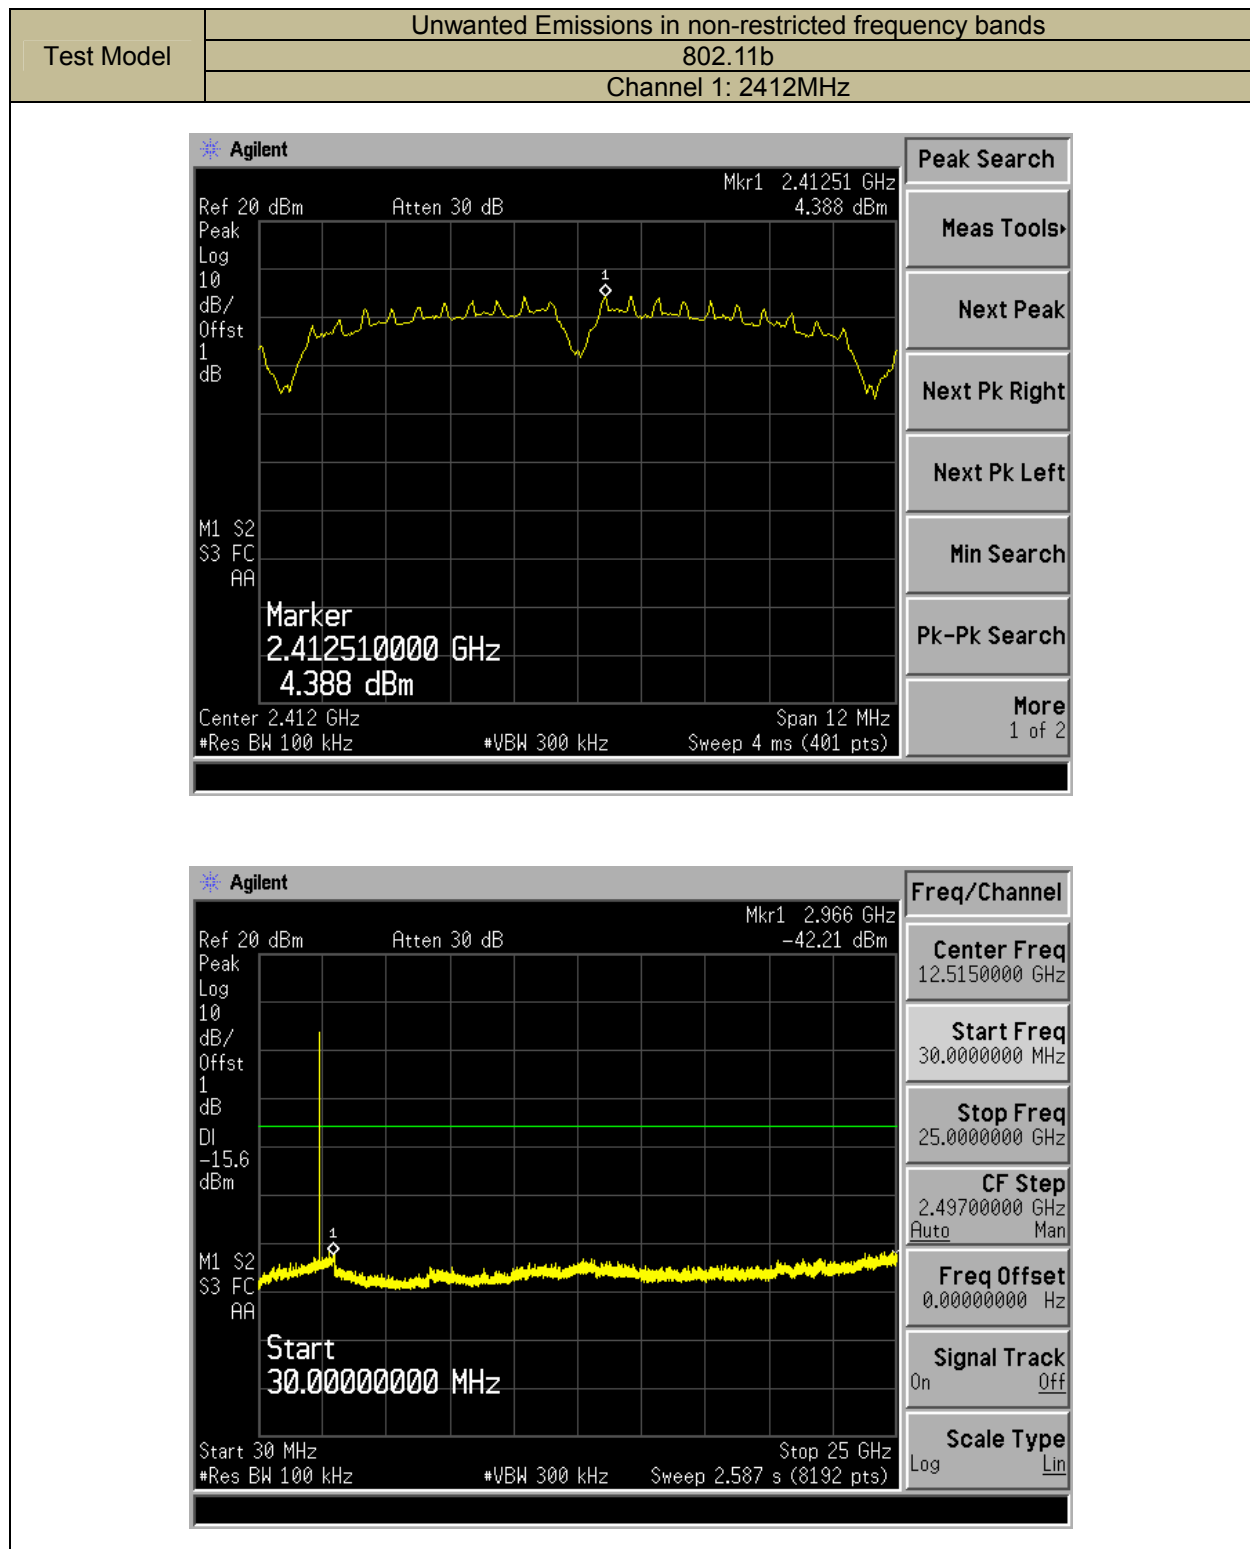 Test Model
Unwanted Emissions in non-restricted frequency bands
802.11b
Channel 1: 2412MHz
Agilent
Mkr1 2.41251 GHz
Ref 20 dBm Atten 30 dB 4.388 dBm
Peak
Log
10
dB/
Offst
1
dB
1
M1 S2
S3 FC
AA
Marker
2.412510000 GHz
4.388 dBm
Center 2.412 GHz Span 12 MHz
#Res BW 100 kHz #VBW 300 kHz Sweep 4 ms (401 pts)
Peak Search
Meas Tools
Next Peak
Next Pk Right
Next Pk Left
Min Search
Pk-Pk Search
More
1 of 2
Agilent
Mkr1 2.966 GHz
Ref 20 dBm Atten 30 dB -42.21 dBm
Peak
Log
10
dB/
Offst
1
dB
DI
-15.6
dBm
1
M1 S2
S3 FC
AA
Start
30.00000000 MHz
Start 30 MHz Stop 25 GHz
#Res BW 100 kHz #VBW 300 kHz Sweep 2.587 s (8192 pts)
Freq/Channel
Center Freq
12.5150000 GHz
Start Freq
30.0000000 MHz
Stop Freq
25.0000000 GHz
CF Step
2.49700000 GHz
Auto Man
Freq Offset
0.00000000 Hz
Signal Track
On Off
Scale Type
Log Lin